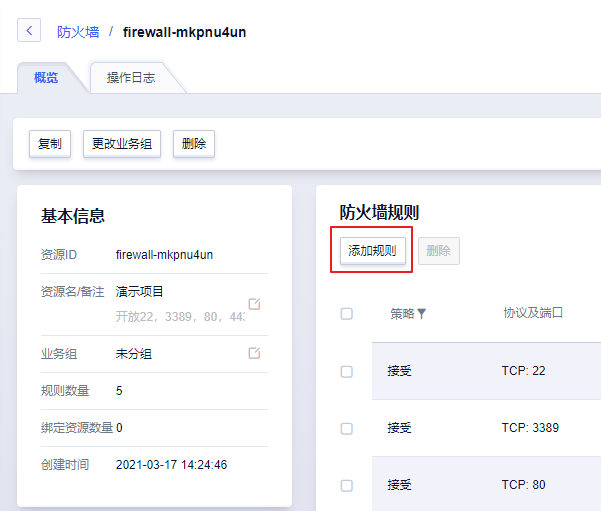 防火墙 / firewall-mkpnu4un
概览 操作日志
复制 更改业务组 删除
基本信息
资源ID firewall-mkpnu4un
资源名/备注 演示项目
开放22，3389，80，443
业务组 未分组
规则数量 5
绑定资源数量 0
创建时间 2021-03-17 14:24:46
防火墙规则
添加规则 删除
策略 协议及端口
接受 TCP: 22
接受 TCP: 3389
接受 TCP: 80